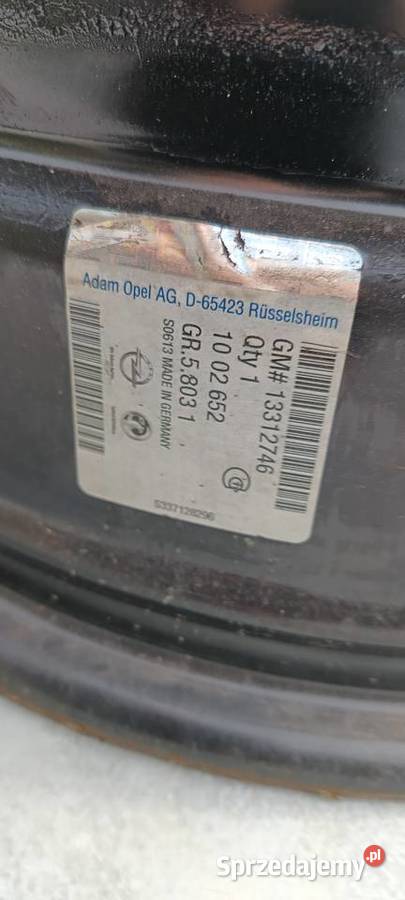 Adam Opel AG, D-65423 Rüsselsheim
GM# 13312746
Qty 1
10 02 652
GR.5.803 1
S0613 MADE IN GERMANY
S337128296
Sprzedajemy.pl